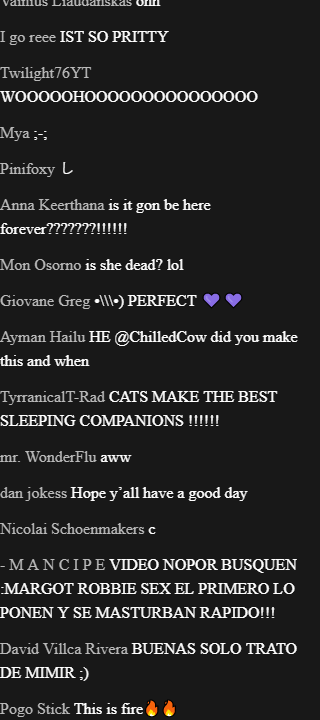 Vainius Liaudanskas ohh
I go reee IST SO PRITTY
Twilight76YT
WOOOOOHOOOOOOOOOOOOOOO
Mya ;-;
Pinifoxy し
Anna Keerthana is it gon be here
forever???????!!!!!!
Mon Osorno is she dead? lol
Giovane Greg •\\\•) PERFECT 💜 💜
Ayman Hailu HE @ChilledCow did you make
this and when
TyrranicalT-Rad CATS MAKE THE BEST
SLEEPING COMPANIONS !!!!!!
mr. WonderFlu aww
dan jokess Hope y’all have a good day
Nicolai Schoenmakers c
- M A N C I P E VIDEO NOPOR BUSQUEN
:MARGOT ROBBIE SEX EL PRIMERO LO
PONEN Y SE MASTURBAN RAPIDO!!!
David Villca Rivera BUENAS SOLO TRATO
DE MIMIR ;)
Pogo Stick This is fire🔥🔥